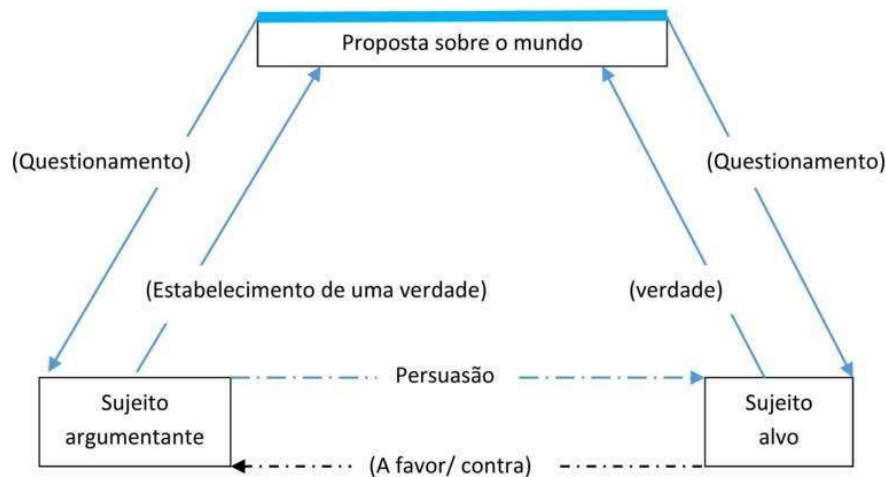 Proposta sobre o mundo
(Questionamento)
(Questionamento)
(Estabelecimento de uma verdade)
(verdade)
Persuasão
Sujeito
argumentante
Sujeito
alvo
(A favor/ contra)